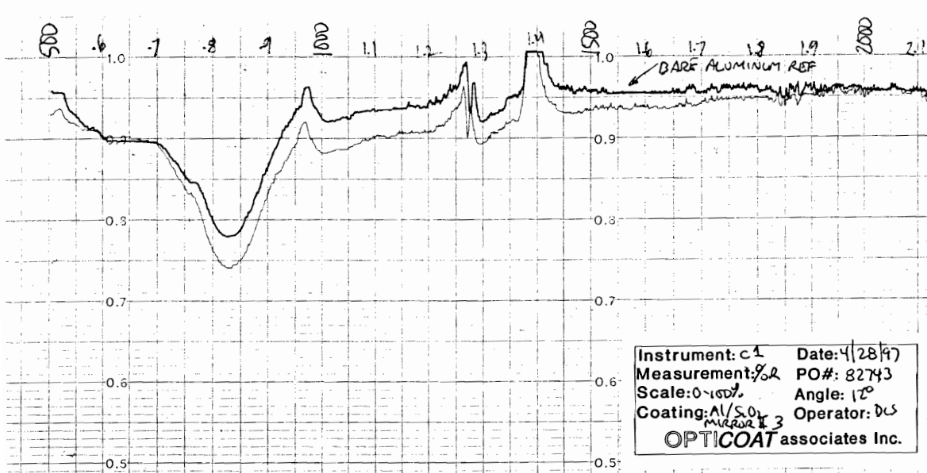 500 .6 .7 .8 .9 1000 1.1 1.2 1.3 1.4 1500 1.6 1.7 1.8 1.9 2000 2.1
1.0 1.0
BARE ALUMINUM REF
0.9 0.9
0.8 0.8
0.7 0.7
Instrument: C1 Date: 4/28/97
Measurement: %R PO#: 82743
Scale: 0-100% Angle: 12°
Coating: Al/SiO2 Operator: DLS
MIRROR # 3
OPTICOAT associates Inc.
0.6 0.6
0.5 0.5